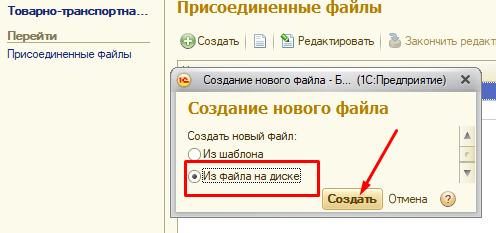 Товарно-транспортна...
Перейти
Присоединенные файлы
Присоединенные файлы
Создать
Редактировать
Закончить редакт
Создание нового файла - Б... (1С:Предприятие)
Создание нового файла
Создать новый файл:
Из шаблона
Из файла на диске
Создать Отмена ?